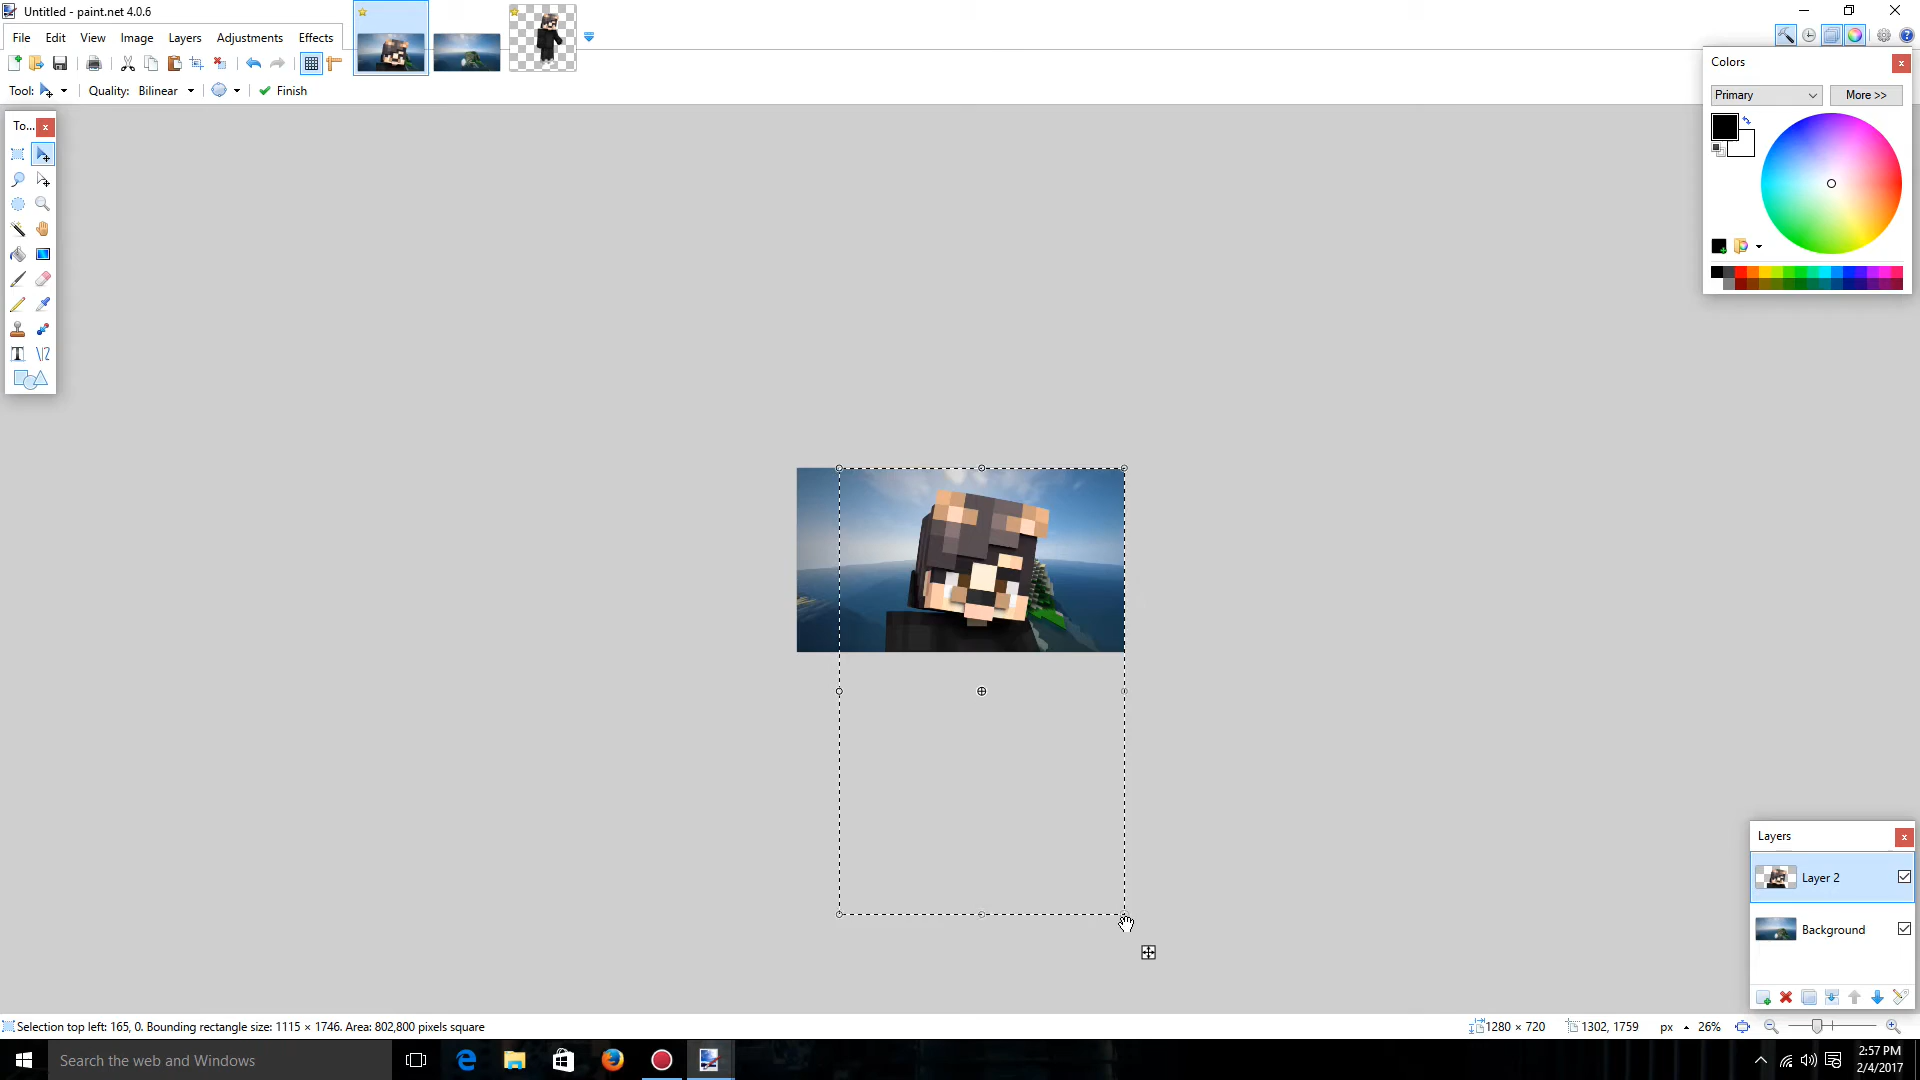 Untitled - paint.net 4.0.6
File Edit View Image Layers Adjustments Effects
Tool: Quality: Bilinear Finish
To...
Colors
Primary
More >>
Layers
Layer 2
Background
Selection top left: 165, 0. Bounding rectangle size: 1115 × 1746. Area: 802,800 pixels square
1280 × 720
1302, 1759
px
26%
Search the web and Windows
2:57 PM
2/4/2017